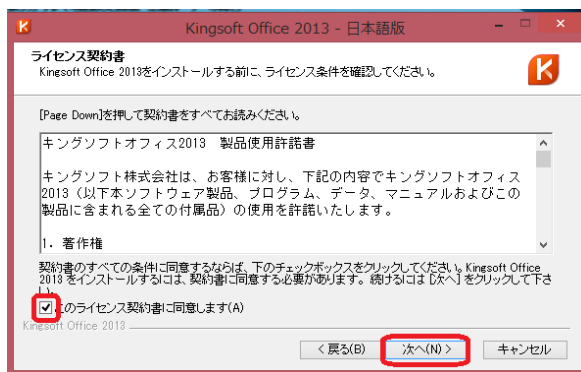 Kingsoft Office 2013 - 日本語版
ライセンス契約書
Kingsoft Office 2013をインストールする前に、ライセンス条件を確認してください。
[Page Down]を押して契約書をすべてお読みください。
キングソフトオフィス2013 製品使用許諾書
キングソフト株式会社は、お客様に対し、下記の内容でキングソフトオフィス
2013（以下本ソフトウェア製品、プログラム、データ、マニュアルおよびこの
製品に含まれる全ての付属品）の使用を許諾いたします。
1. 著作権
契約書のすべての条件に同意するならば、下のチェックボックスをクリックしてください。Kingsoft Office
2013 をインストールするには、契約書に同意する必要があります。続けるには [次へ] をクリックして下さ
い。
このライセンス契約書に同意します(A)
Kingsoft Office 2013
< 戻る(B)
次へ(N) >
キャンセル